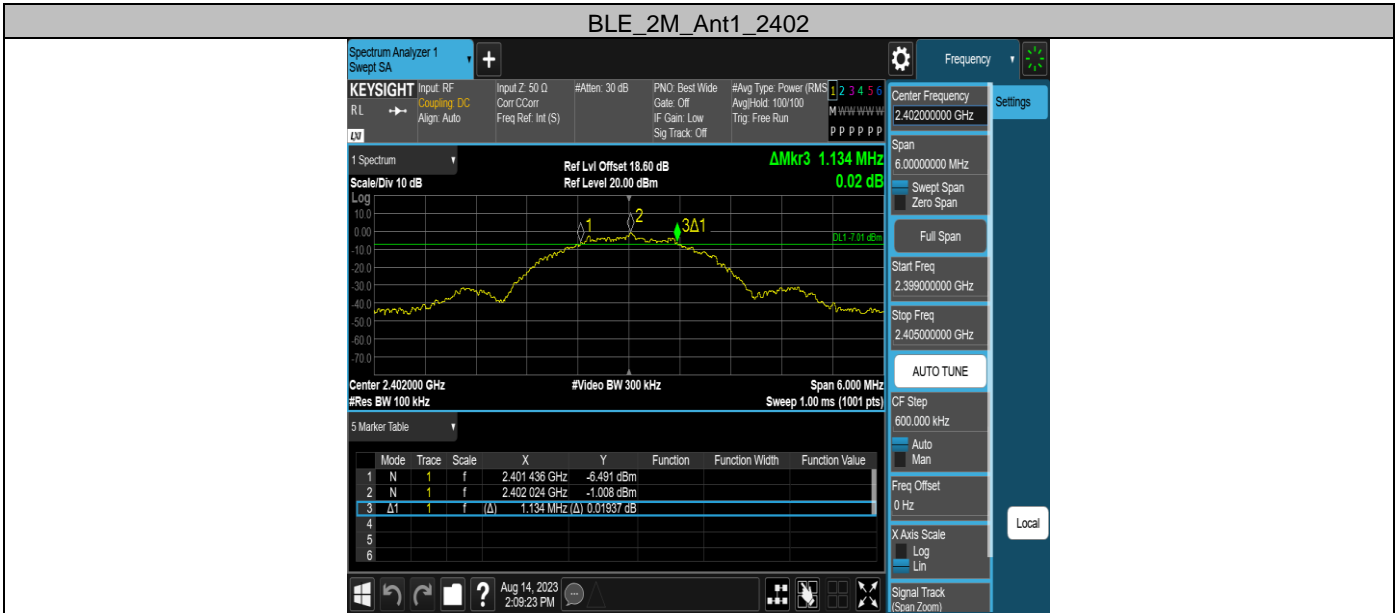 BLE_2M_Ant1_2402
Spectrum Analyzer 1
Swept SA
+
Frequency
KEYSIGHT
RL
LXI
Input: RF
Coupling: DC
Align: Auto
Input Z: 50 Ω
Corr CCorr
Freq Ref: Int (S)
#Atten: 30 dB
PNO: Best Wide
Gate: Off
IF Gain: Low
Sig Track: Off
#Avg Type: Power (RMS
Avg|Hold: 100/100
Trig: Free Run
1 2 3 4 5 6
M W W W W W
P P P P P P
Center Frequency
2.402000000 GHz
Settings
Span
6.00000000 MHz
Swept Span
Zero Span
Full Span
Start Freq
2.399000000 GHz
Stop Freq
2.405000000 GHz
AUTO TUNE
CF Step
600.000 kHz
Auto
Man
Freq Offset
0 Hz
X Axis Scale
Log
Lin
Signal Track
(Span Zoom)
Local
1 Spectrum
Scale/Div 10 dB
Log
Ref Lvl Offset 18.60 dB
Ref Level 20.00 dBm
ΔMkr3 1.134 MHz
0.02 dB
10.0
0.00
-10.0
-20.0
-30.0
-40.0
-50.0
-60.0
-70.0
1
2
3Δ1
DL1 -7.01 dBm
Center 2.402000 GHz #Video BW 300 kHz Span 6.000 MHz
#Res BW 100 kHz Sweep 1.00 ms (1001 pts)
5 Marker Table
Mode Trace Scale X Y Function Function Width Function Value
1 N 1 f 2.401 436 GHz -6.491 dBm
2 N 1 f 2.402 024 GHz -1.008 dBm
3 Δ1 1 f (Δ) 1.134 MHz (Δ) 0.01937 dB
4
5
6
?
Aug 14, 2023
2:09:23 PM